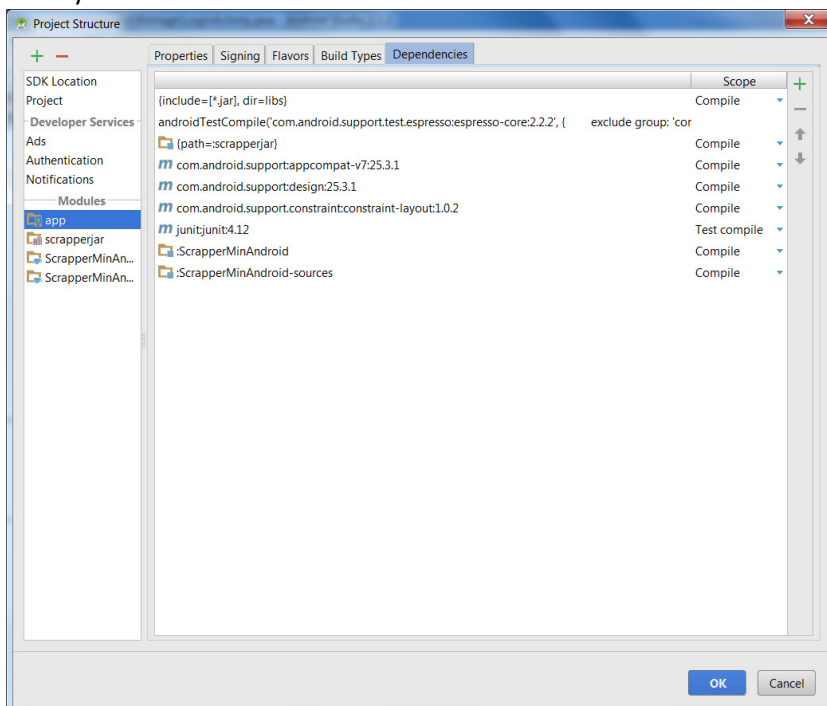 Project Structure
Properties Signing Flavors Build Types Dependencies
SDK Location
Project
Developer Services
Ads
Authentication
Notifications
Modules
app
scrapperjar
ScrapperMinAn...
ScrapperMinAn...
Scope
{include=[*.jar], dir=libs} Compile
androidTestCompile('com.android.support.test.espresso:espresso-core:2.2.2', { exclude group: 'cor
{path=:scrapperjar} Compile
m com.android.support:appcompat-v7:25.3.1 Compile
m com.android.support:design:25.3.1 Compile
m com.android.support.constraint:constraint-layout:1.0.2 Compile
m junit:junit:4.12 Test compile
:ScrapperMinAndroid Compile
:ScrapperMinAndroid-sources Compile
OK Cancel